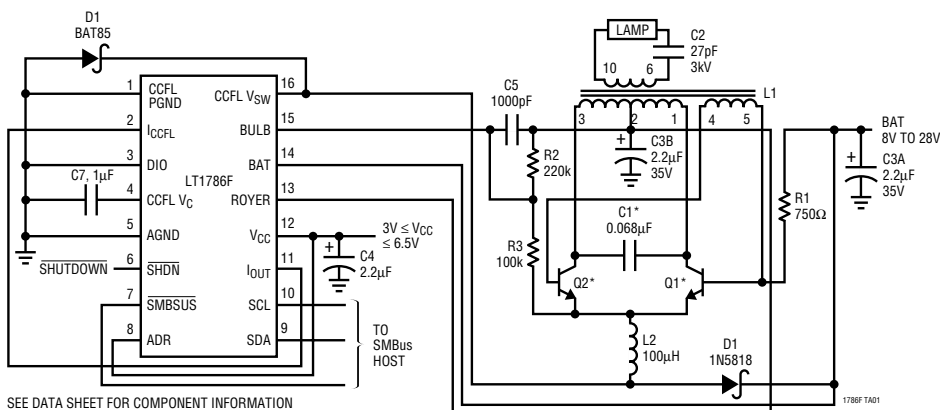 D1
BAT85
LAMP
C2
27pF
3kV
10
6
L1
C5
1000pF
3
2
1
4
5
BAT
8V TO 28V
C3A
2.2µF
35V
+
C3B
2.2µF
35V
+
R2
220k
R1
750Ω
R3
100k
C1*
0.068µF
Q2*
Q1*
L2
100µH
D1
1N5818
1
CCFL
PGND
2
ICCFL
3
DIO
C7, 1µF
4
CCFL VC
5
AGND
SHUTDOWN
6
SHDN
7
SMBSUS
8
ADR
LT1786F
CCFL VSW
16
BULB
15
BAT
14
ROYER
13
VCC
12
IOUT
11
SCL
10
SDA
9
3V ≤ VCC
≤ 6.5V
+
C4
2.2µF
TO
SMBus
HOST
SEE DATA SHEET FOR COMPONENT INFORMATION
1786F TA01